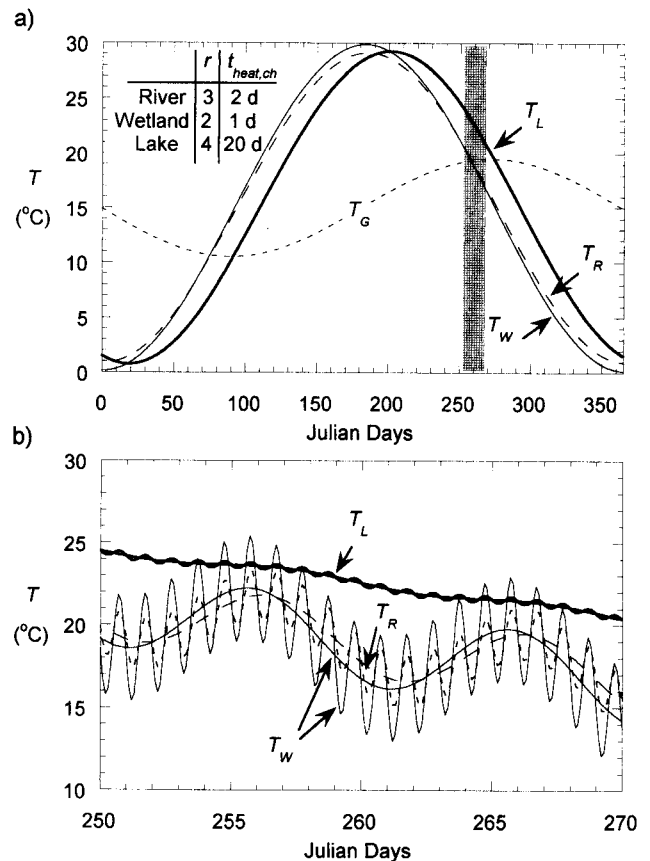 a)
30
25
20
15
10
5
0
T
(°C)
r t heat,ch
River 3 2 d
Wetland 2 1 d
Lake 4 20 d
T_L
T_G
T_R
T_W
0 50 100 150 200 250 300 350
Julian Days
b)
30
25
20
15
10
T
(°C)
T_L
T_R
T_W
250 255 260 265 270
Julian Days